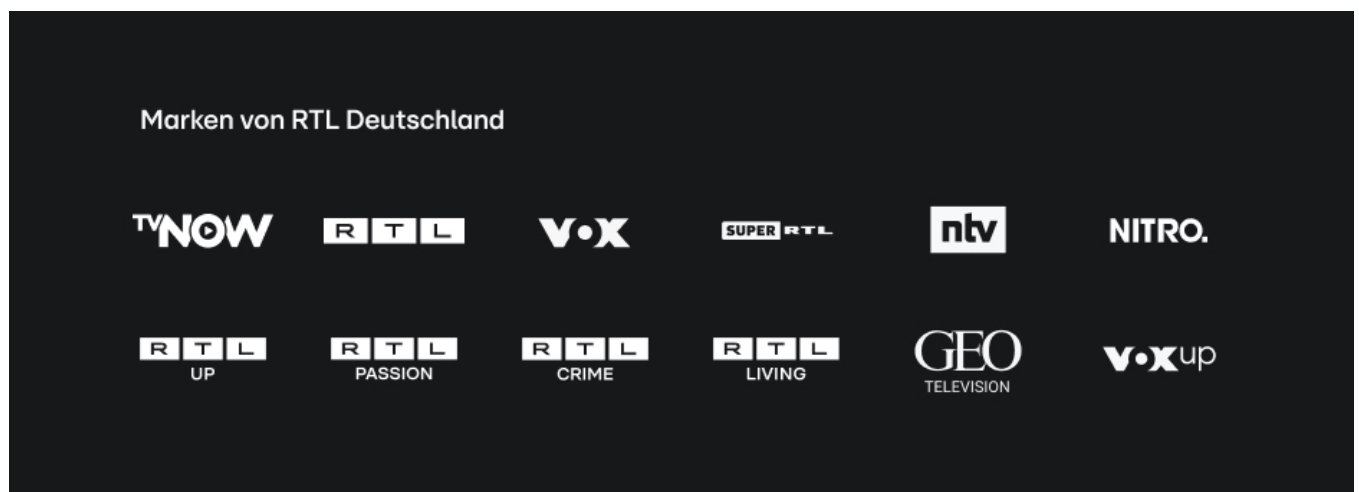 Marken von RTL Deutschland
TVNOW
RTL
VOX
SUPER RTL
ntv
NITRO.
RTL
UP
RTL
PASSION
RTL
CRIME
RTL
LIVING
GEO
TELEVISION
VOXup